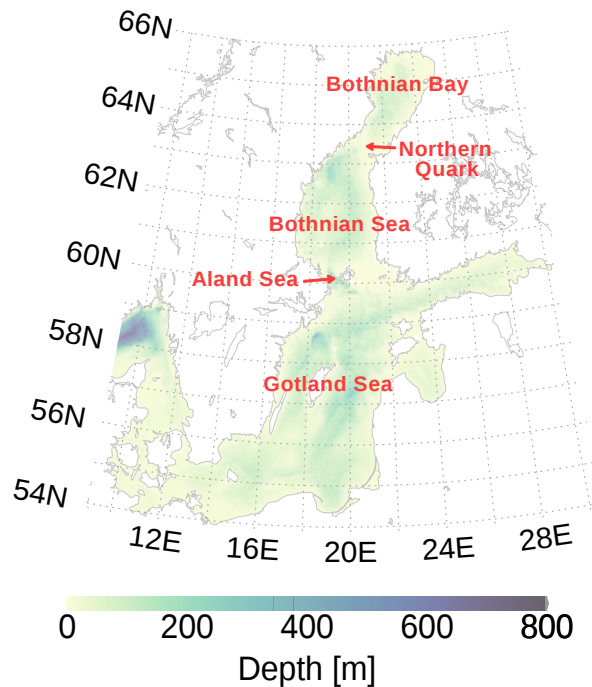 66N
Bothnian Bay
64N
Northern
Quark
62N
Bothnian Sea
60N
Aland Sea
58N
Gotland Sea
56N
54N
12E 16E 20E 24E 28E
0 200 400 600 800
Depth [m]